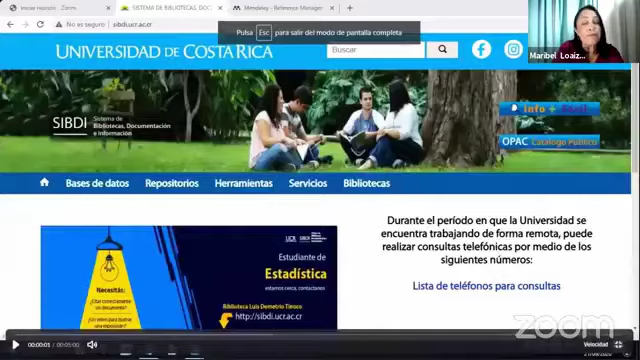 Iniciar reunión - Zoom
SISTEMA DE BIBLIOTECAS, DOC
Mendeley - Reference Manager
No es seguro | sibdi.ucr.ac.cr
Pulsa Esc para salir del modo de pantalla completa
UNIVERSIDAD DE COSTA RICA
Buscar
Maribel Loaiz...
SIBDI
Sistema de
Bibliotecas, Documentación
e Información
info + fácil
OPAC Catálogo Público
Bases de datos
Repositorios
Herramientas
Servicios
Bibliotecas
Durante el período en que la Universidad se
encuentra trabajando de forma remota, puede
realizar consultas telefónicas por medio de los
siguientes números:
Lista de teléfonos para consultas
UCR
SIBDI
Estudiante de
Estadística
estamos cerca, contáctanos
Biblioteca Luis Demetrio Tinoco
http://sibdi.ucr.ac.cr
Necesitás:
00:00:01 / 00:05:00
Velocidad
zoom